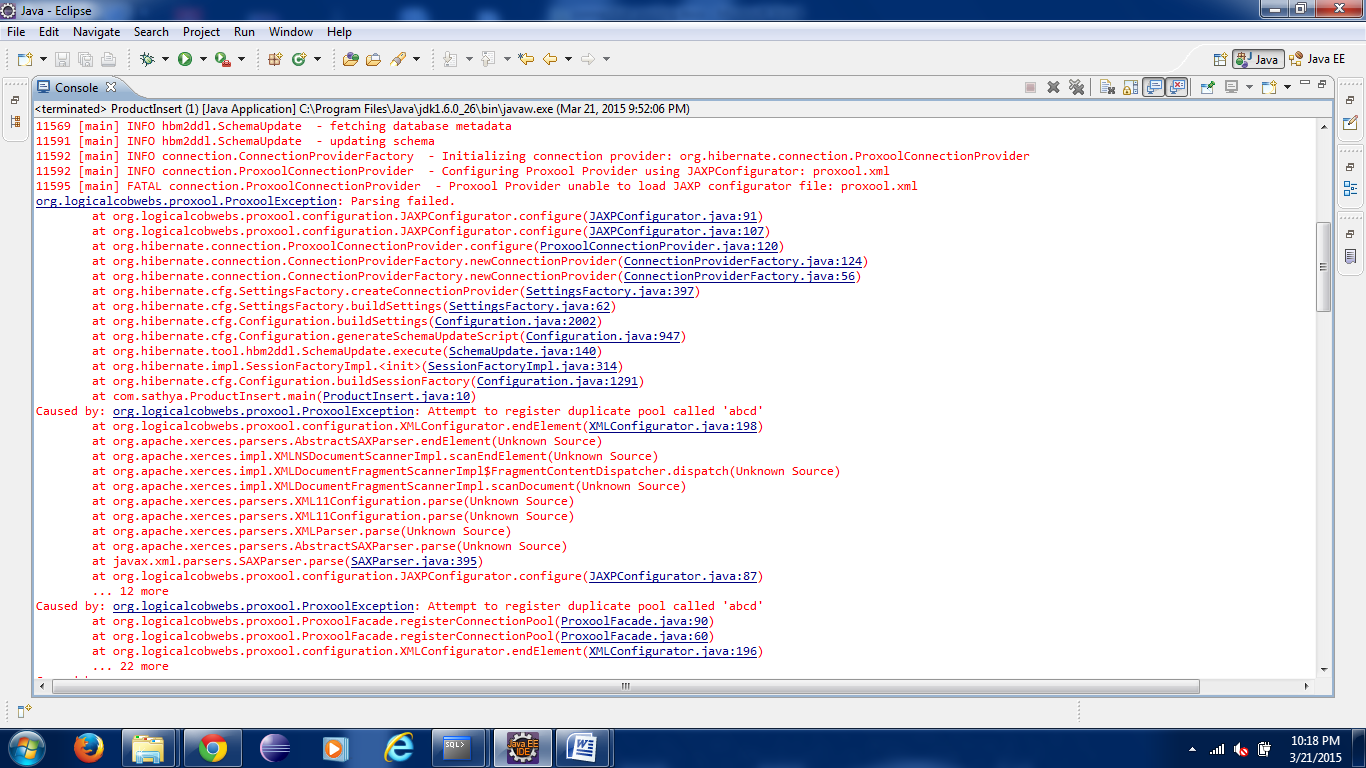 Java - Eclipse
File Edit Navigate Search Project Run Window Help
Java Java EE
Console
<terminated> ProductInsert (1) [Java Application] C:\Program Files\Java\jdk1.6.0_26\bin\javaw.exe (Mar 21, 2015 9:52:06 PM)
11569 [main] INFO hbm2ddl.SchemaUpdate  - fetching database metadata
11591 [main] INFO hbm2ddl.SchemaUpdate  - updating schema
11592 [main] INFO connection.ConnectionProviderFactory  - Initializing connection provider: org.hibernate.connection.ProxoolConnectionProvider
11592 [main] INFO connection.ProxoolConnectionProvider  - Configuring Proxool Provider using JAXPConfigurator: proxool.xml
11595 [main] FATAL connection.ProxoolConnectionProvider  - Proxool Provider unable to load JAXP configurator file: proxool.xml
org.logicalcobwebs.proxool.ProxoolException: Parsing failed.
at org.logicalcobwebs.proxool.configuration.JAXPConfigurator.configure(JAXPConfigurator.java:91)
at org.logicalcobwebs.proxool.configuration.JAXPConfigurator.configure(JAXPConfigurator.java:107)
at org.hibernate.connection.ProxoolConnectionProvider.configure(ProxoolConnectionProvider.java:120)
at org.hibernate.connection.ConnectionProviderFactory.newConnectionProvider(ConnectionProviderFactory.java:124)
at org.hibernate.connection.ConnectionProviderFactory.newConnectionProvider(ConnectionProviderFactory.java:56)
at org.hibernate.cfg.SettingsFactory.createConnectionProvider(SettingsFactory.java:397)
at org.hibernate.cfg.SettingsFactory.buildSettings(SettingsFactory.java:62)
at org.hibernate.cfg.Configuration.buildSettings(Configuration.java:2002)
at org.hibernate.cfg.Configuration.generateSchemaUpdateScript(Configuration.java:947)
at org.hibernate.tool.hbm2ddl.SchemaUpdate.execute(SchemaUpdate.java:140)
at org.hibernate.impl.SessionFactoryImpl.<init>(SessionFactoryImpl.java:314)
at org.hibernate.cfg.Configuration.buildSessionFactory(Configuration.java:1291)
at com.sathya.ProductInsert.main(ProductInsert.java:10)
Caused by: org.logicalcobwebs.proxool.ProxoolException: Attempt to register duplicate pool called 'abcd'
at org.logicalcobwebs.proxool.configuration.XMLConfigurator.endElement(XMLConfigurator.java:198)
at org.apache.xerces.parsers.AbstractSAXParser.endElement(Unknown Source)
at org.apache.xerces.impl.XMLNSDocumentScannerImpl.scanEndElement(Unknown Source)
at org.apache.xerces.impl.XMLDocumentFragmentScannerImpl$FragmentContentDispatcher.dispatch(Unknown Source)
at org.apache.xerces.impl.XMLDocumentFragmentScannerImpl.scanDocument(Unknown Source)
at org.apache.xerces.parsers.XML11Configuration.parse(Unknown Source)
at org.apache.xerces.parsers.XML11Configuration.parse(Unknown Source)
at org.apache.xerces.parsers.XMLParser.parse(Unknown Source)
at org.apache.xerces.parsers.AbstractSAXParser.parse(Unknown Source)
at javax.xml.parsers.SAXParser.parse(SAXParser.java:395)
at org.logicalcobwebs.proxool.configuration.JAXPConfigurator.configure(JAXPConfigurator.java:87)
... 12 more
Caused by: org.logicalcobwebs.proxool.ProxoolException: Attempt to register duplicate pool called 'abcd'
at org.logicalcobwebs.proxool.ProxoolFacade.registerConnectionPool(ProxoolFacade.java:90)
at org.logicalcobwebs.proxool.ProxoolFacade.registerConnectionPool(ProxoolFacade.java:60)
at org.logicalcobwebs.proxool.configuration.XMLConfigurator.endElement(XMLConfigurator.java:196)
... 22 more
SQL>
Java EE
IDE
10:18 PM
3/21/2015